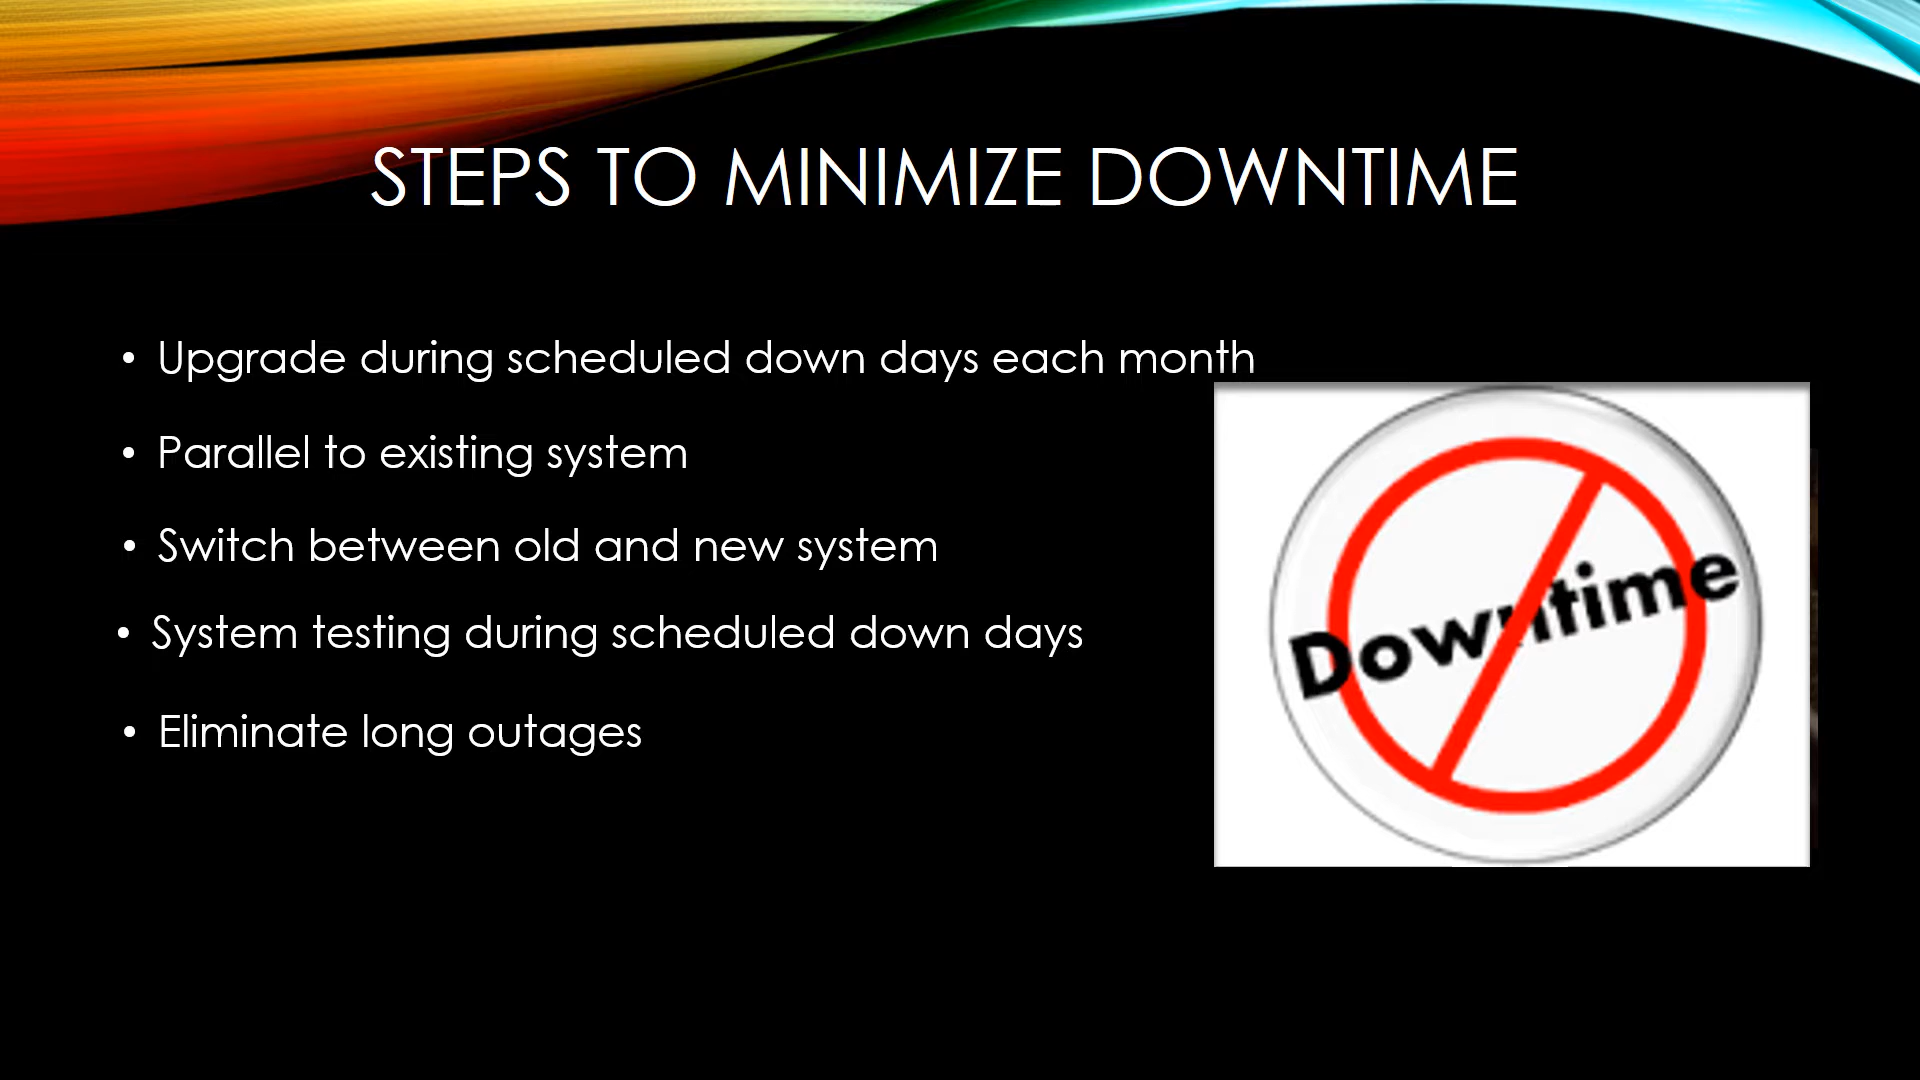 STEPS TO MINIMIZE DOWNTIME
• Upgrade during scheduled down days each month
• Parallel to existing system
• Switch between old and new system
• System testing during scheduled down days
• Eliminate long outages
Downtime